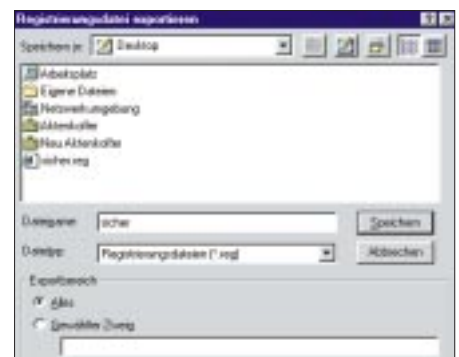 Registrierungsdatei exportieren
Speichern in: Desktop
Arbeitsplatz
Eigene Dateien
Netzwerkumgebung
Aktenkoffer
Neu Aktenkoffer
sicher.reg
Dateiname: sicher Speichern
Dateityp: Registrierungsdateien (*.reg) Abbrechen
Exportbereich
Alles
Gewählter Zweig